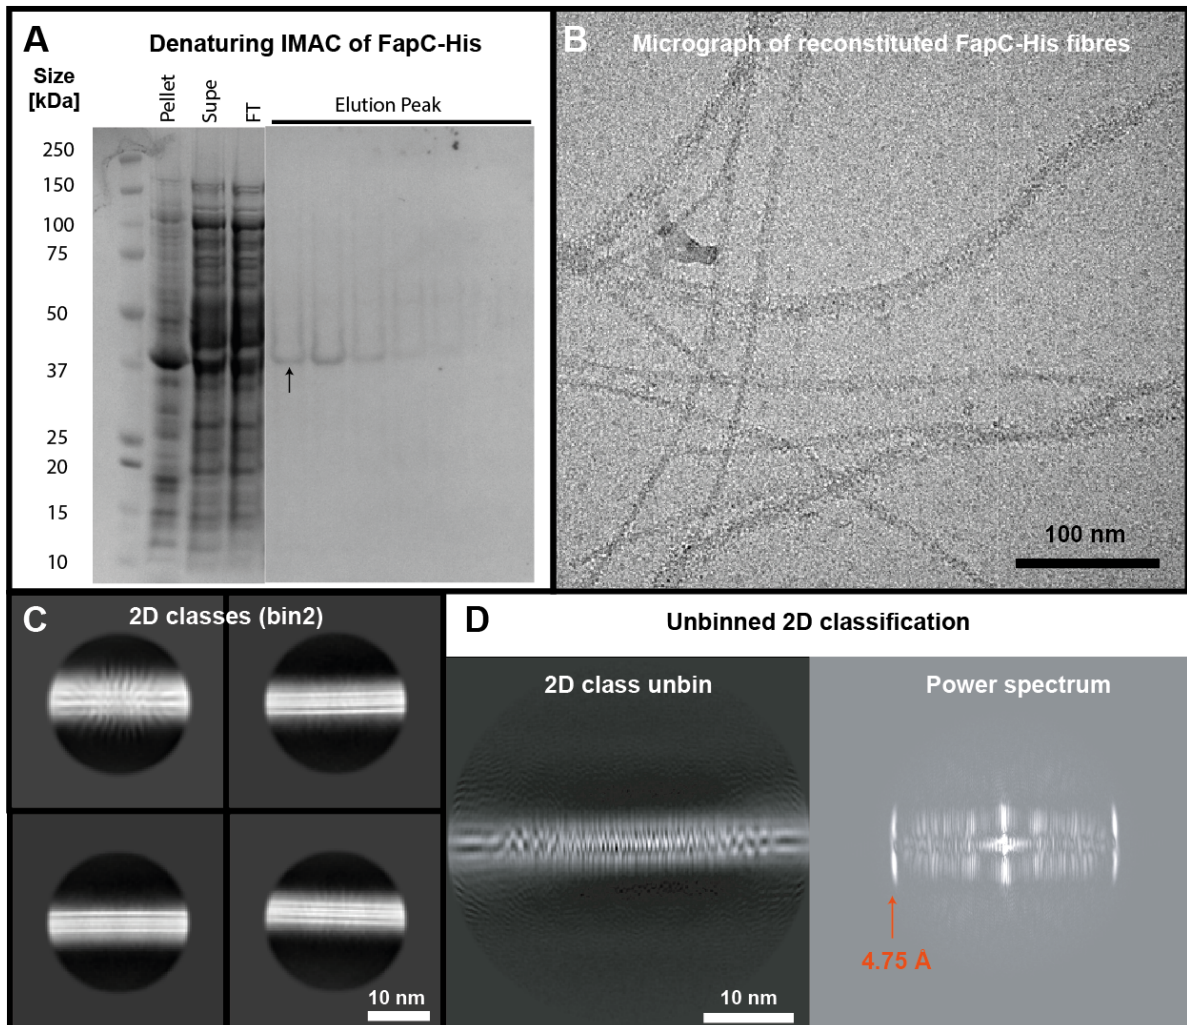 A
Denaturing IMAC of FapC-His
Size
[kDa]
Pellet
Supe
FT
Elution Peak
250
150
100
75
50
37
25
20
15
10
B
Micrograph of reconstituted FapC-His fibres
100 nm
C
2D classes (bin2)
10 nm
D
Unbinned 2D classification
2D class unbin
10 nm
Power spectrum
4.75 Å